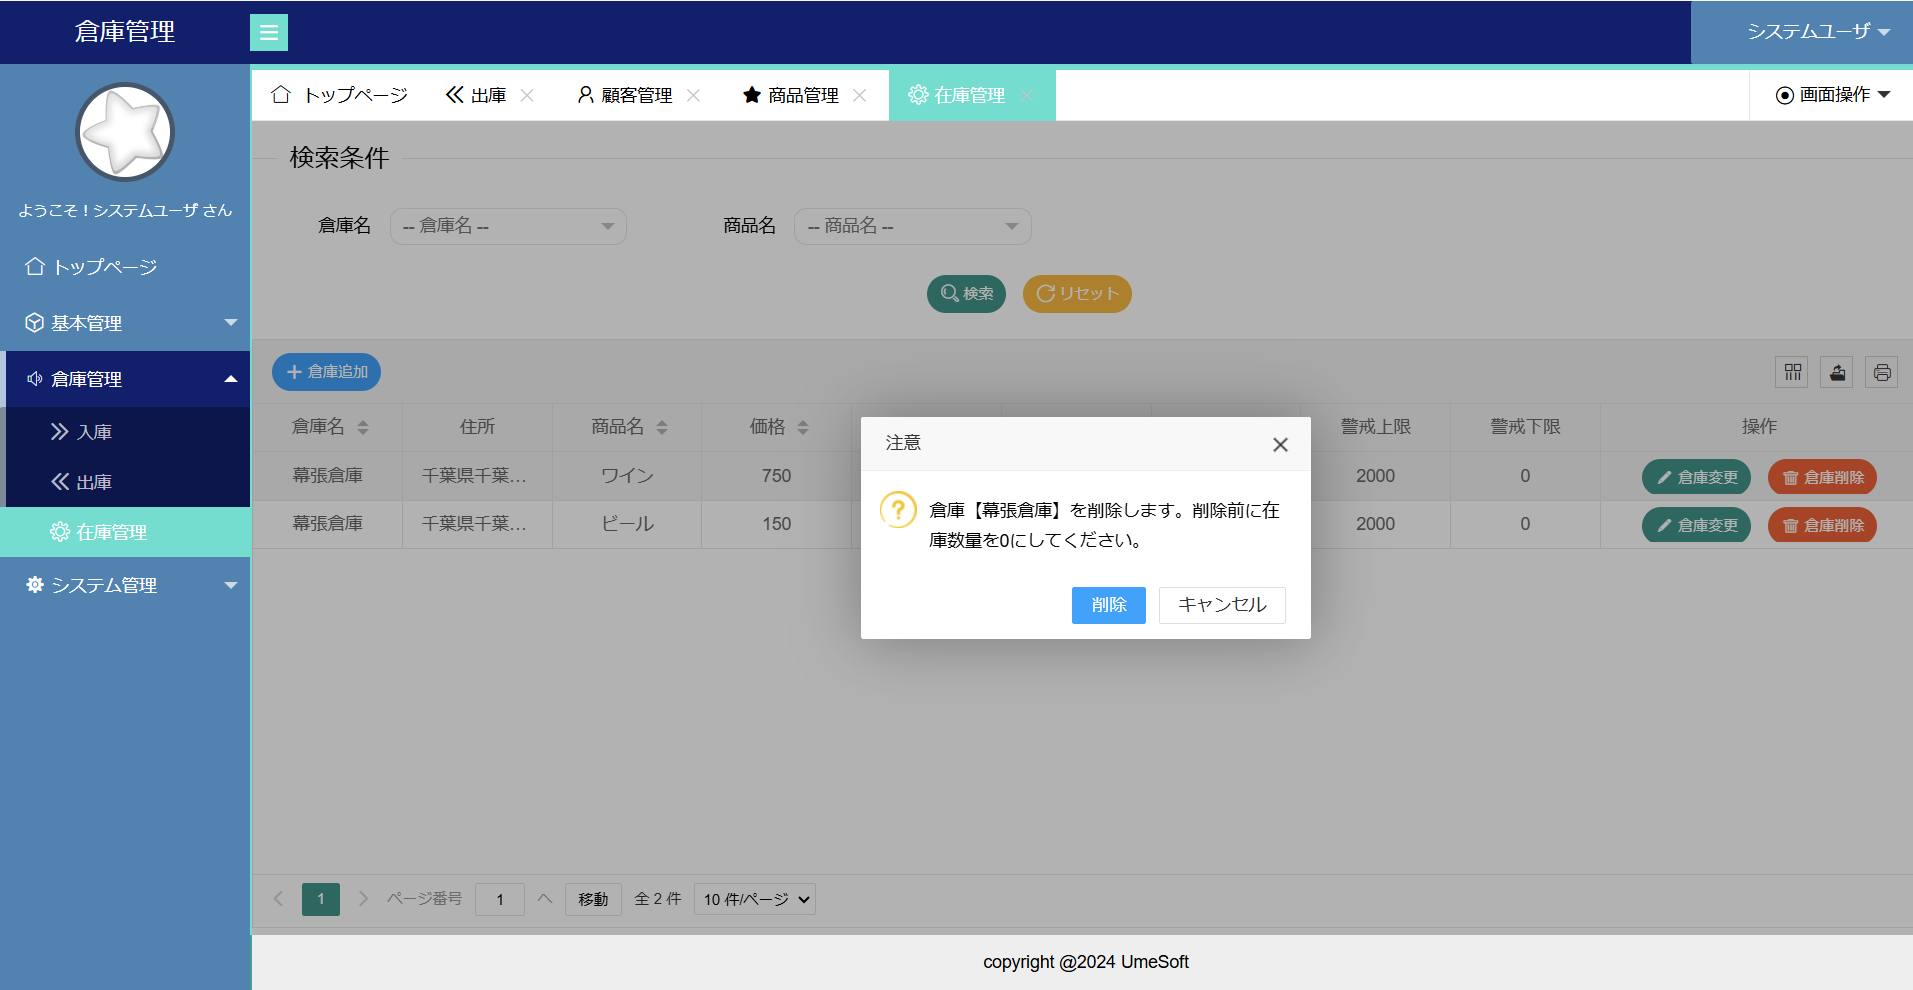 倉庫管理
システムユーザ
ようこそ！システムユーザ さん
トップページ
基本管理
倉庫管理
入庫
出庫
在庫管理
システム管理
トップページ
出庫
顧客管理
商品管理
在庫管理
画面操作
検索条件
倉庫名 -- 倉庫名 -- 商品名 -- 商品名 --
検索 リセット
倉庫追加
倉庫名 住所 商品名 価格 警戒上限 警戒下限 操作
幕張倉庫 千葉県千葉... ワイン 750 2000 0 倉庫変更 倉庫削除
幕張倉庫 千葉県千葉... ビール 150 2000 0 倉庫変更 倉庫削除
注意
倉庫【幕張倉庫】を削除します。削除前に在
庫数量を0にしてください。
削除 キャンセル
1 ページ番号 1 へ 移動 全 2 件 10 件/ページ
copyright @2024 UmeSoft